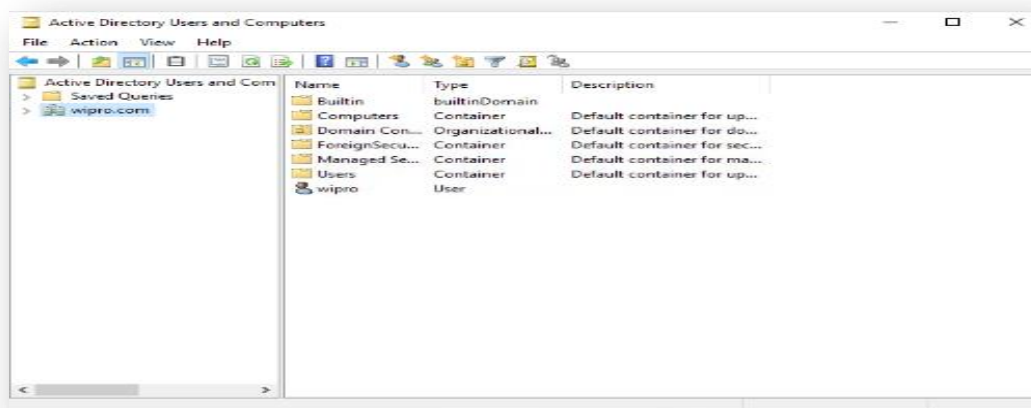 Active Directory Users and Computers
File Action View Help
Active Directory Users and Com
Saved Queries
wipro.com
Name Type Description
Builtin builtinDomain
Computers Container Default container for up...
Domain Con... Organizational... Default container for do...
ForeignSecu... Container Default container for sec...
Managed Se... Container Default container for ma...
Users Container Default container for up...
wipro User